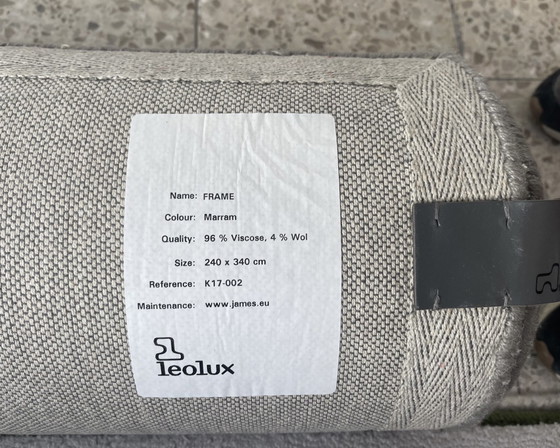 Name: FRAME
Colour: Marram
Quality: 96 % Viscose, 4 % Wol
Size: 240 x 340 cm
Reference: K17-002
Maintenance: www.james.eu
leolux